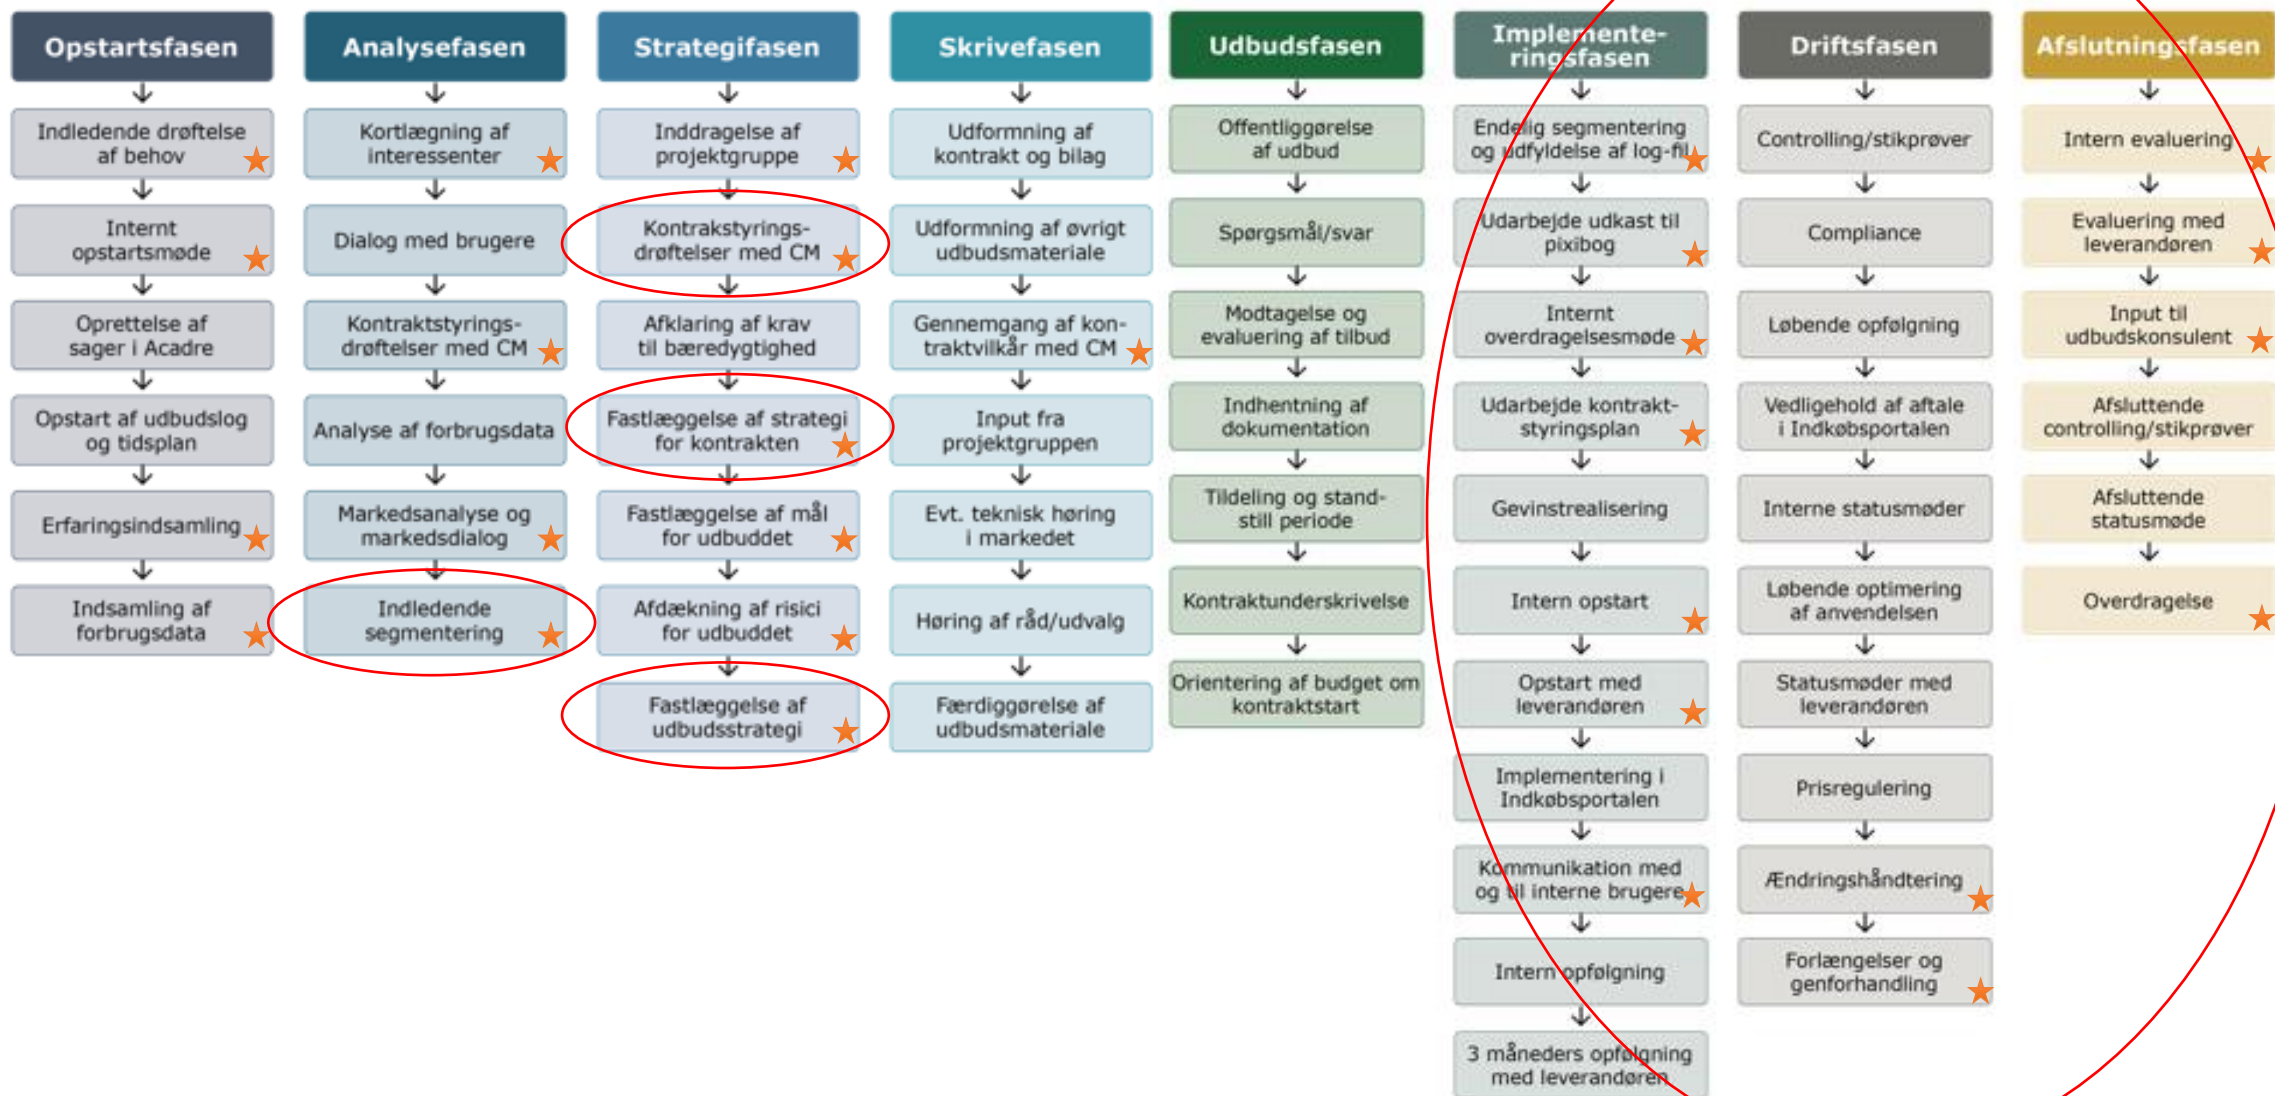 Opstartsfasen
Indledende drøftelse
af behov
Internt
opstartsmøde
Oprettelse af
sager i Acadre
Opstart af udbudslog
og tidsplan
Erfaringsindsamling
Indsamling af
forbrugsdata
Analysefasen
Kortlægning af
interessenter
Dialog med brugere
Kontraktstyrings-
drøftelser med CM
Analyse af forbrugsdata
Markedsanalyse og
markedsdialog
Indledende
segmentering
Strategifasen
Inddragelse af
projektgruppe
Kontrakstyrings-
drøftelser med CM
Afklaring af krav
til bæredygtighed
Fastlæggelse af strategi
for kontrakten
Fastlæggelse af mål
for udbuddet
Afdækning af risici
for udbuddet
Fastlæggelse af
udbudsstrategi
Skrivefasen
Udformning af
kontrakt og bilag
Udformning af øvrigt
udbudsmateriale
Gennemgang af kon-
traktvilkår med CM
Input fra
projektgruppen
Evt. teknisk høring
i markedet
Høring af råd/udvalg
Færdiggørelse af
udbudsmateriale
Udbudsfasen
Offentliggørelse
af udbud
Spørgsmål/svar
Modtagelse og
evaluering af tilbud
Indhentning af
dokumentation
Tildeling og stand-
still periode
Kontraktunderskrivelse
Orientering af budget om
kontraktstart
Implemente-
ringsfasen
Endelig segmentering
og udfyldelse af log-fil
Udarbejde udkast til
pixibog
Internt
overdragelsesmøde
Udarbejde kontrakt-
styringsplan
Gevinstrealisering
Intern opstart
Opstart med
leverandøren
Implementering i
Indkøbsportalen
Kommunikation med
og til interne brugere
Intern opfølgning
3 måneders opfølgning
med leverandøren
Driftsfasen
Controlling/stikprøver
Compliance
Løbende opfølgning
Vedligehold af aftale
i Indkøbsportalen
Interne statusmøder
Løbende optimering
af anvendelsen
Statusmøder med
leverandøren
Prisregulering
Ændringshåndtering
Forlængelser og
genforhandling
Afslutningsfasen
Intern evaluering
Evaluering med
leverandøren
Input til
udbudskonsulent
Afsluttende
controlling/stikprøver
Afsluttende
statusmøde
Overdragelse